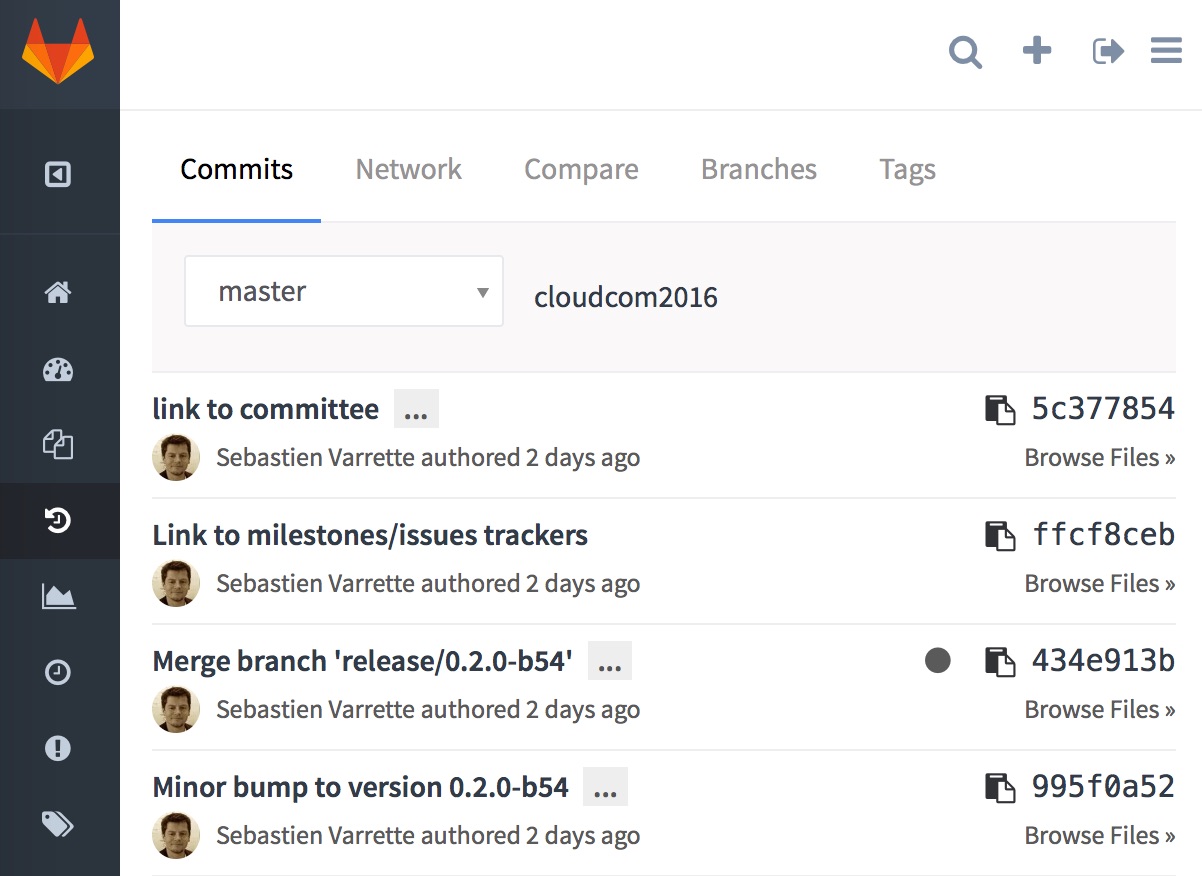 Commits Network Compare Branches Tags
master cloudcom2016
link to committee ... 5c377854
Sebastien Varrette authored 2 days ago Browse Files »
Link to milestones/issues trackers ffcf8ceb
Sebastien Varrette authored 2 days ago Browse Files »
Merge branch 'release/0.2.0-b54' ... 434e913b
Sebastien Varrette authored 2 days ago Browse Files »
Minor bump to version 0.2.0-b54 ... 995f0a52
Sebastien Varrette authored 2 days ago Browse Files »